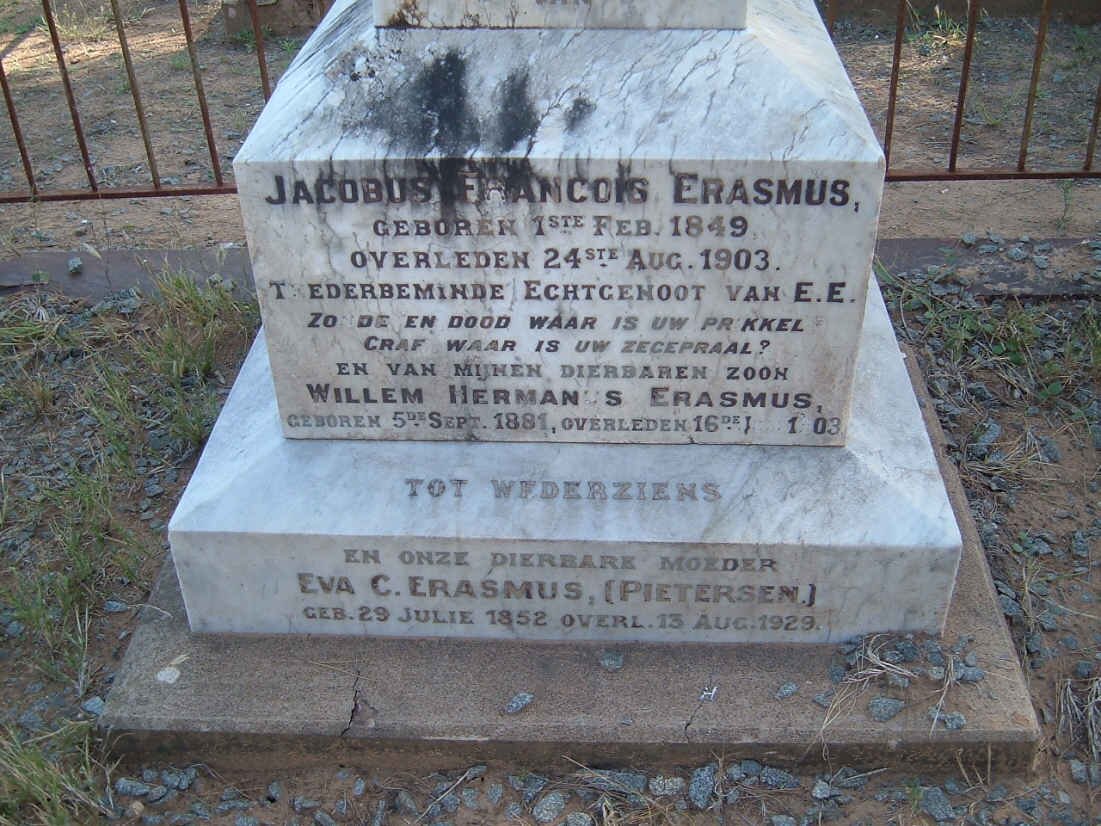 VAN
JACOBUS FRANCOIS ERASMUS,
GEBOREN 1STE FEB. 1849.
OVERLEDEN 24STE AUG. 1903.
TEDERBEMINDE ECHTGENOOT VAN E.E.
ZONDE EN DOOD WAAR IS UW PRIKKEL
GRAF WAAR IS UW ZEGEPRAAL?
EN VAN MIJNEN DIERBAREN ZOON
WILLEM HERMANUS ERASMUS,
GEBOREN 5DE SEPT. 1881, OVERLEDEN 16DE
TOT WEDERZIENS
EN ONZE DIERBARE MOEDER
EVA C. ERASMUS, (PIETERSEN.)
GEB. 29 JULIE 1852 OVERL. 13 AUG. 1929.